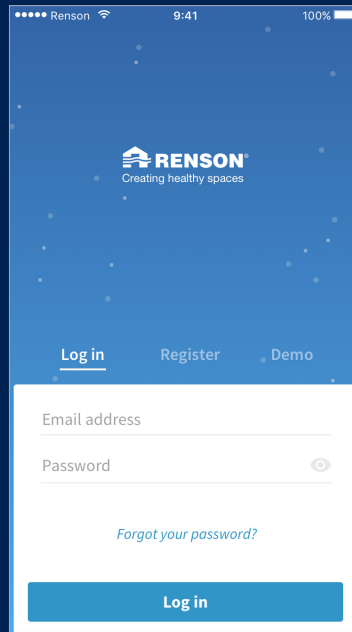 Renson 9:41 100%
RENSON®
Creating healthy spaces
Log in Register Demo
Email address
Password
Forgot your password?
Log in